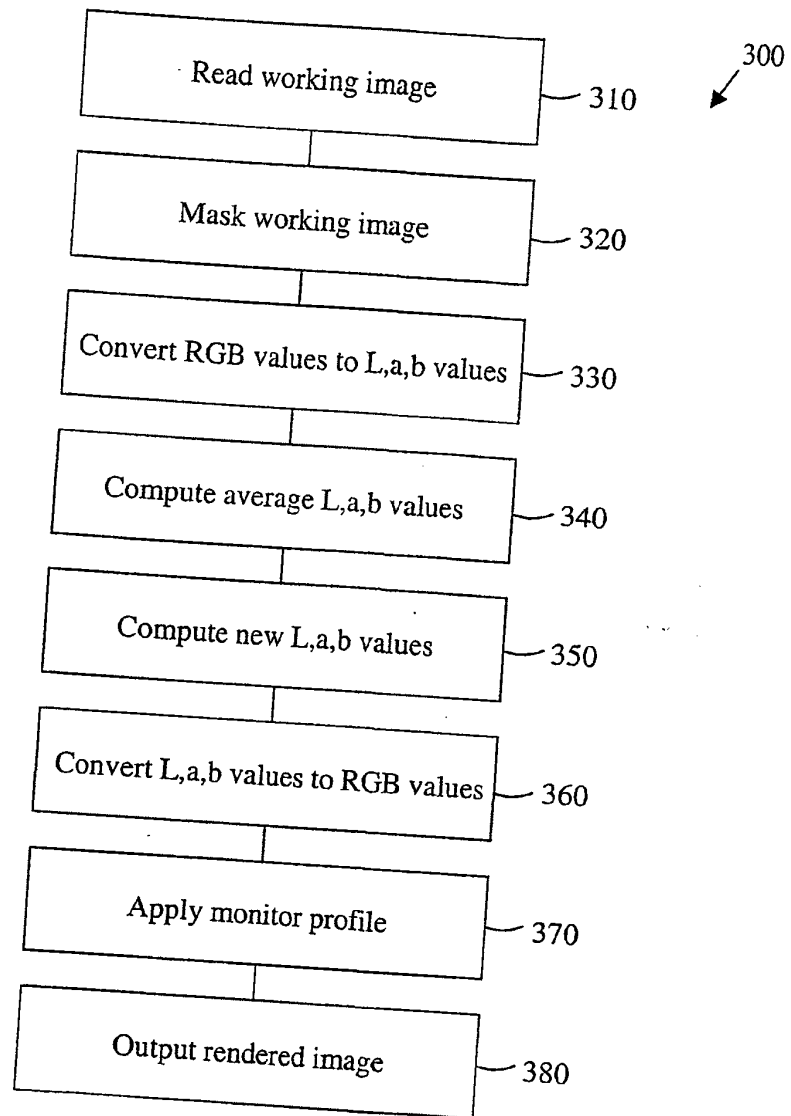 300
Read working image
310
Mask working image
320
Convert RGB values to L,a,b values
330
Compute average L,a,b values
340
Compute new L,a,b values
350
Convert L,a,b values to RGB values
360
Apply monitor profile
370
Output rendered image
380